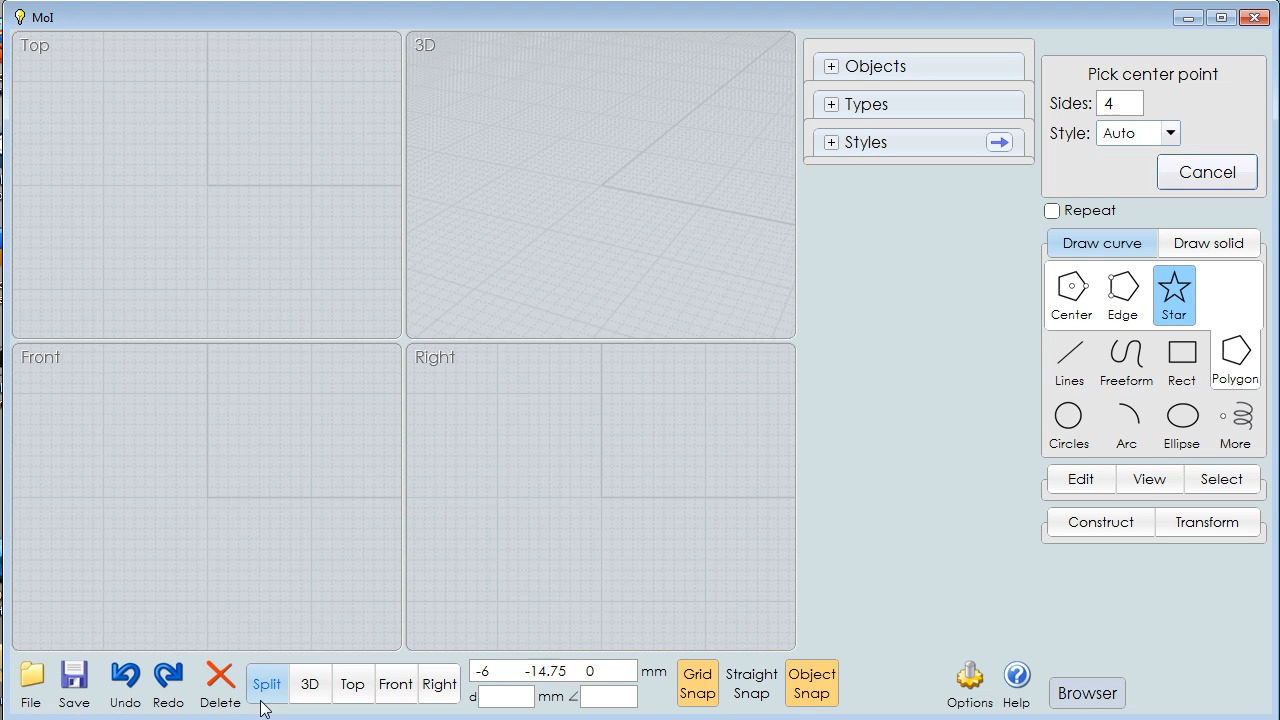 MoI
Top
3D
Front
Right
Objects
Types
Styles
Pick center point
Sides: 4
Style: Auto
Cancel
Repeat
Draw curve Draw solid
Center Edge Star
Lines Freeform Rect Polygon
Circles Arc Ellipse More
Edit View Select
Construct Transform
File Save Undo Redo Delete
Split 3D Top Front Right
-6 -14.75 0 mm
d mm ∠
Grid Snap
Straight Snap
Object Snap
Options Help
Browser